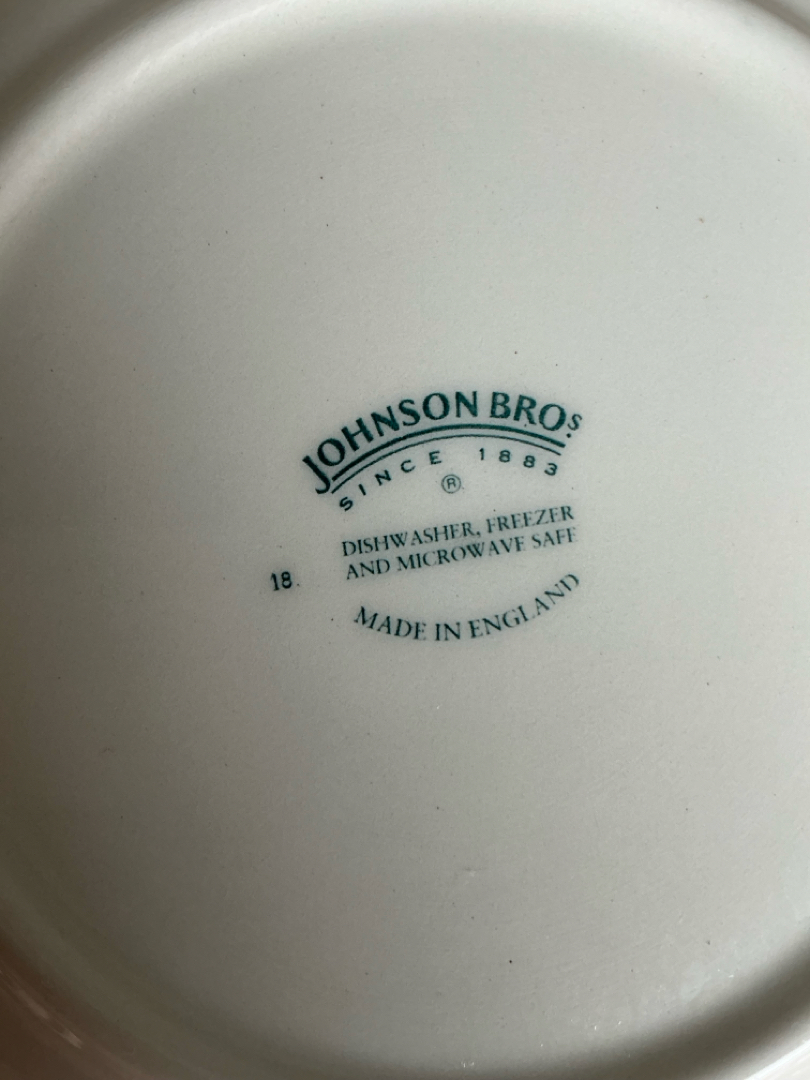 JOHNSON BROS
SINCE 1883
®
DISHWASHER, FREEZER
AND MICROWAVE SAFE
18.
MADE IN ENGLAND